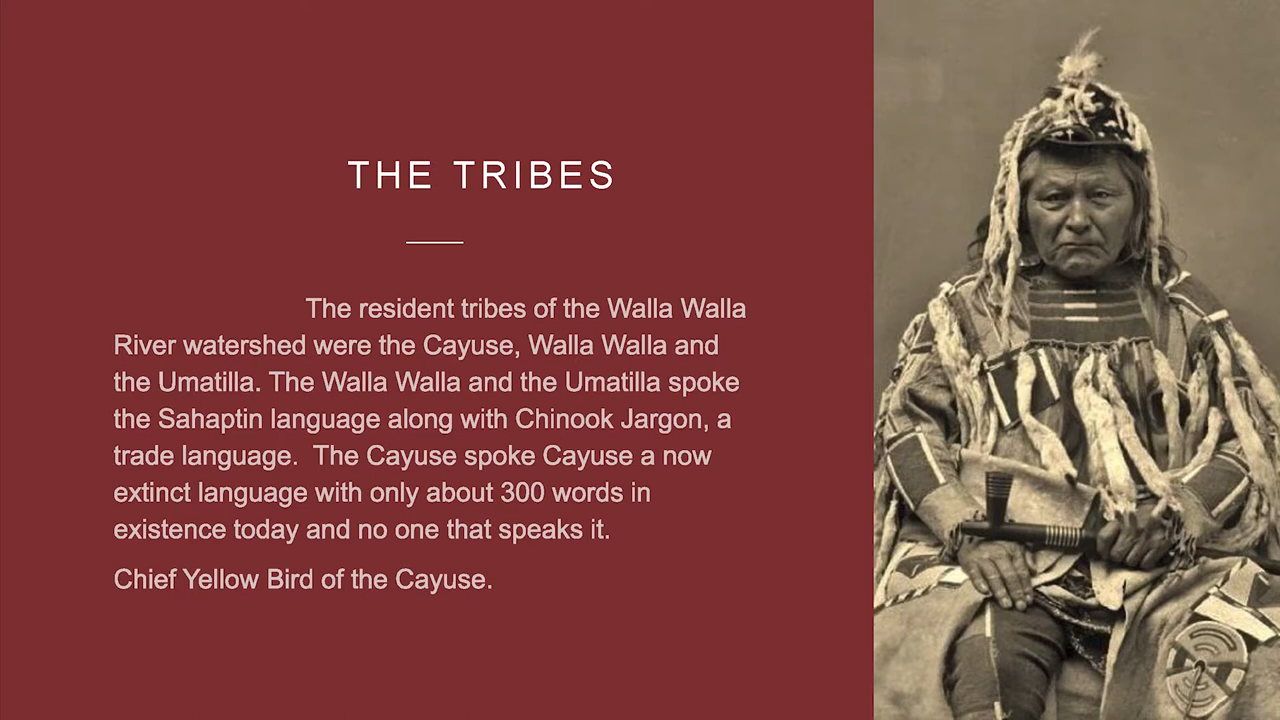 THE TRIBES
The resident tribes of the Walla Walla
River watershed were the Cayuse, Walla Walla and
the Umatilla. The Walla Walla and the Umatilla spoke
the Sahaptin language along with Chinook Jargon, a
trade language.  The Cayuse spoke Cayuse a now
extinct language with only about 300 words in
existence today and no one that speaks it.
Chief Yellow Bird of the Cayuse.